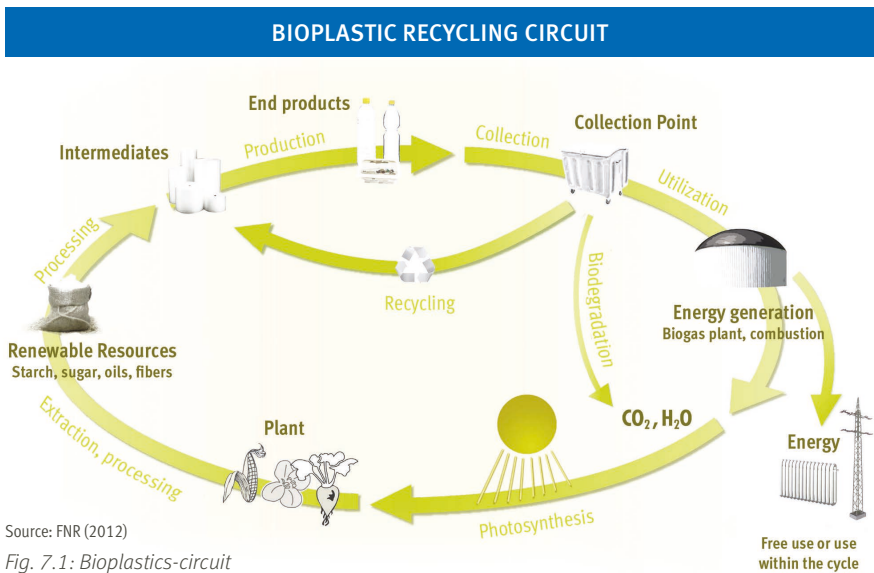 BIOPLASTIC RECYCLING CIRCUIT
End products
Collection Point
Intermediates
Production
Collection
Utilization
Processing
Recycling
Biodegradation
Energy generation
Biogas plant, combustion
Renewable Resources
Starch, sugar, oils, fibers
Extraction, processing
Plant
CO₂, H₂O
Energy
Photosynthesis
Source: FNR (2012)
Fig. 7.1: Bioplastics-circuit
Free use or use
within the cycle